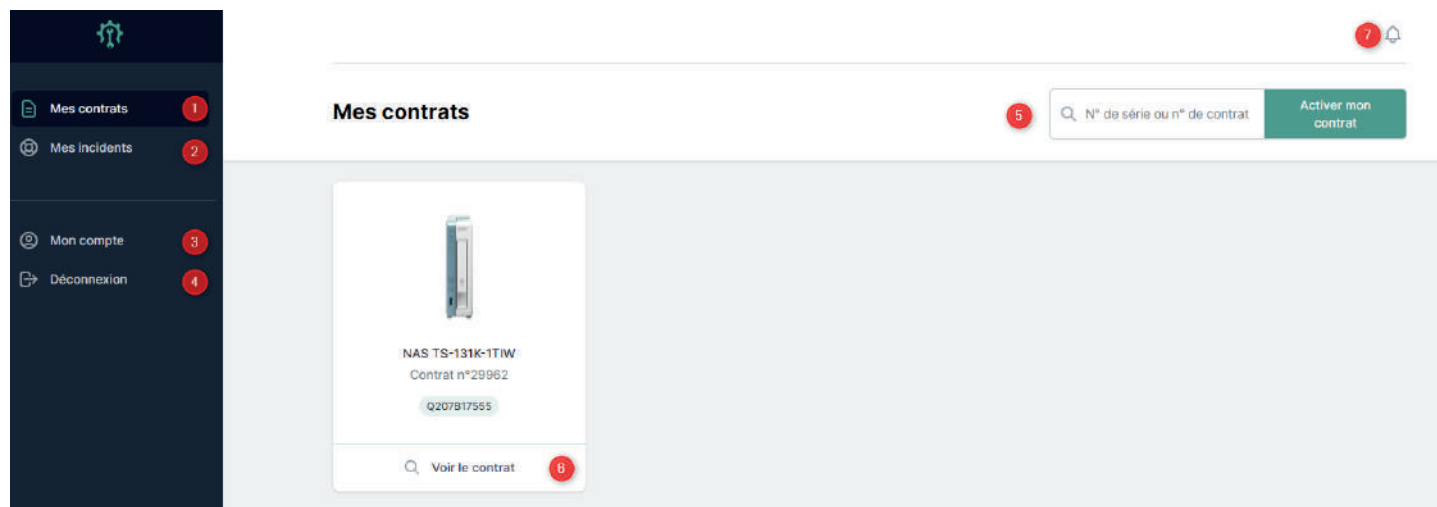 7
Mes contrats 1
Mes incidents 2
Mon compte 3
Déconnexion 4
Mes contrats
5
N° de série ou n° de contrat
Activer mon
contrat
NAS TS-131K-1TIW
Contrat n°29962
Q207B17555
Voir le contrat 6